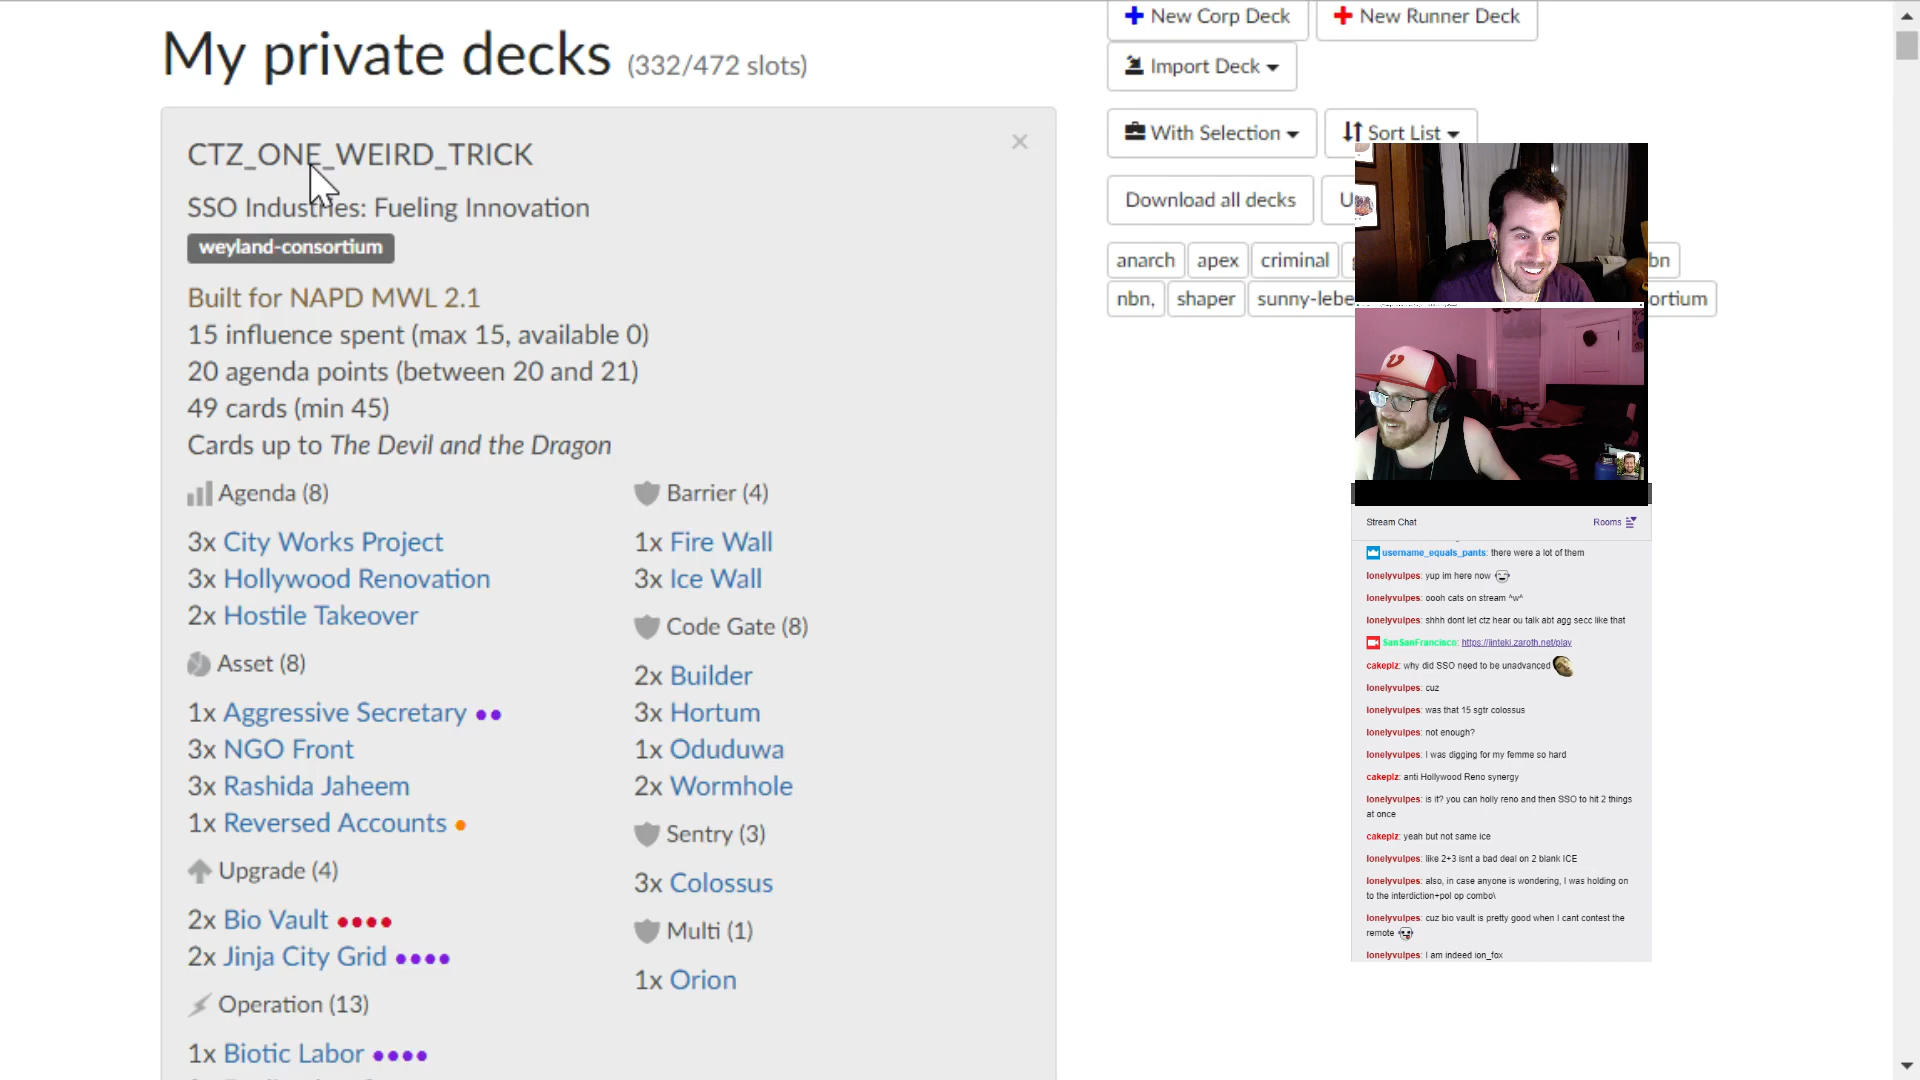 My private decks (332/472 slots)
CTZ_ONE_WEIRD_TRICK
SSO Industries: Fueling Innovation
weyland-consortium
Built for NAPD MWL 2.1
15 influence spent (max 15, available 0)
20 agenda points (between 20 and 21)
49 cards (min 45)
Cards up to The Devil and the Dragon
Agenda (8)
3x City Works Project
3x Hollywood Renovation
2x Hostile Takeover
Asset (8)
1x Aggressive Secretary
3x NGO Front
3x Rashida Jaheem
1x Reversed Accounts
Upgrade (4)
2x Bio Vault
2x Jinja City Grid
Operation (13)
1x Biotic Labor
Barrier (4)
1x Fire Wall
3x Ice Wall
Code Gate (8)
2x Builder
3x Hortum
1x Oduduwa
2x Wormhole
Sentry (3)
3x Colossus
Multi (1)
1x Orion
New Corp Deck
New Runner Deck
Import Deck
With Selection
Sort List
Download all decks
U
anarch apex criminal
bn
nbn, shaper sunny-lebe
ortium
Stream Chat
Rooms
username_equals_pants: there were a lot of them
lonelyvulpes: yup im here now
lonelyvulpes: oooh cats on stream ^w^
lonelyvulpes: shhh dont let ctz hear ou talk abt agg secc like that
SanSanFrancisco: https://jinteki.zaroth.net/play
cakeplz: why did SSO need to be unadvanced
lonelyvulpes: cuz
lonelyvulpes: was that 15 sgtr colossus
lonelyvulpes: not enough?
lonelyvulpes: I was digging for my femme so hard
cakeplz: anti Hollywood Reno synergy
lonelyvulpes: is it? you can holly reno and then SSO to hit 2 things
at once
cakeplz: yeah but not same ice
lonelyvulpes: like 2+3 isnt a bad deal on 2 blank ICE
lonelyvulpes: also, in case anyone is wondering, I was holding on
to the interdiction+pol op combo\
lonelyvulpes: cuz bio vault is pretty good when I cant contest the
remote
lonelyvulpes: I am indeed ion_fox